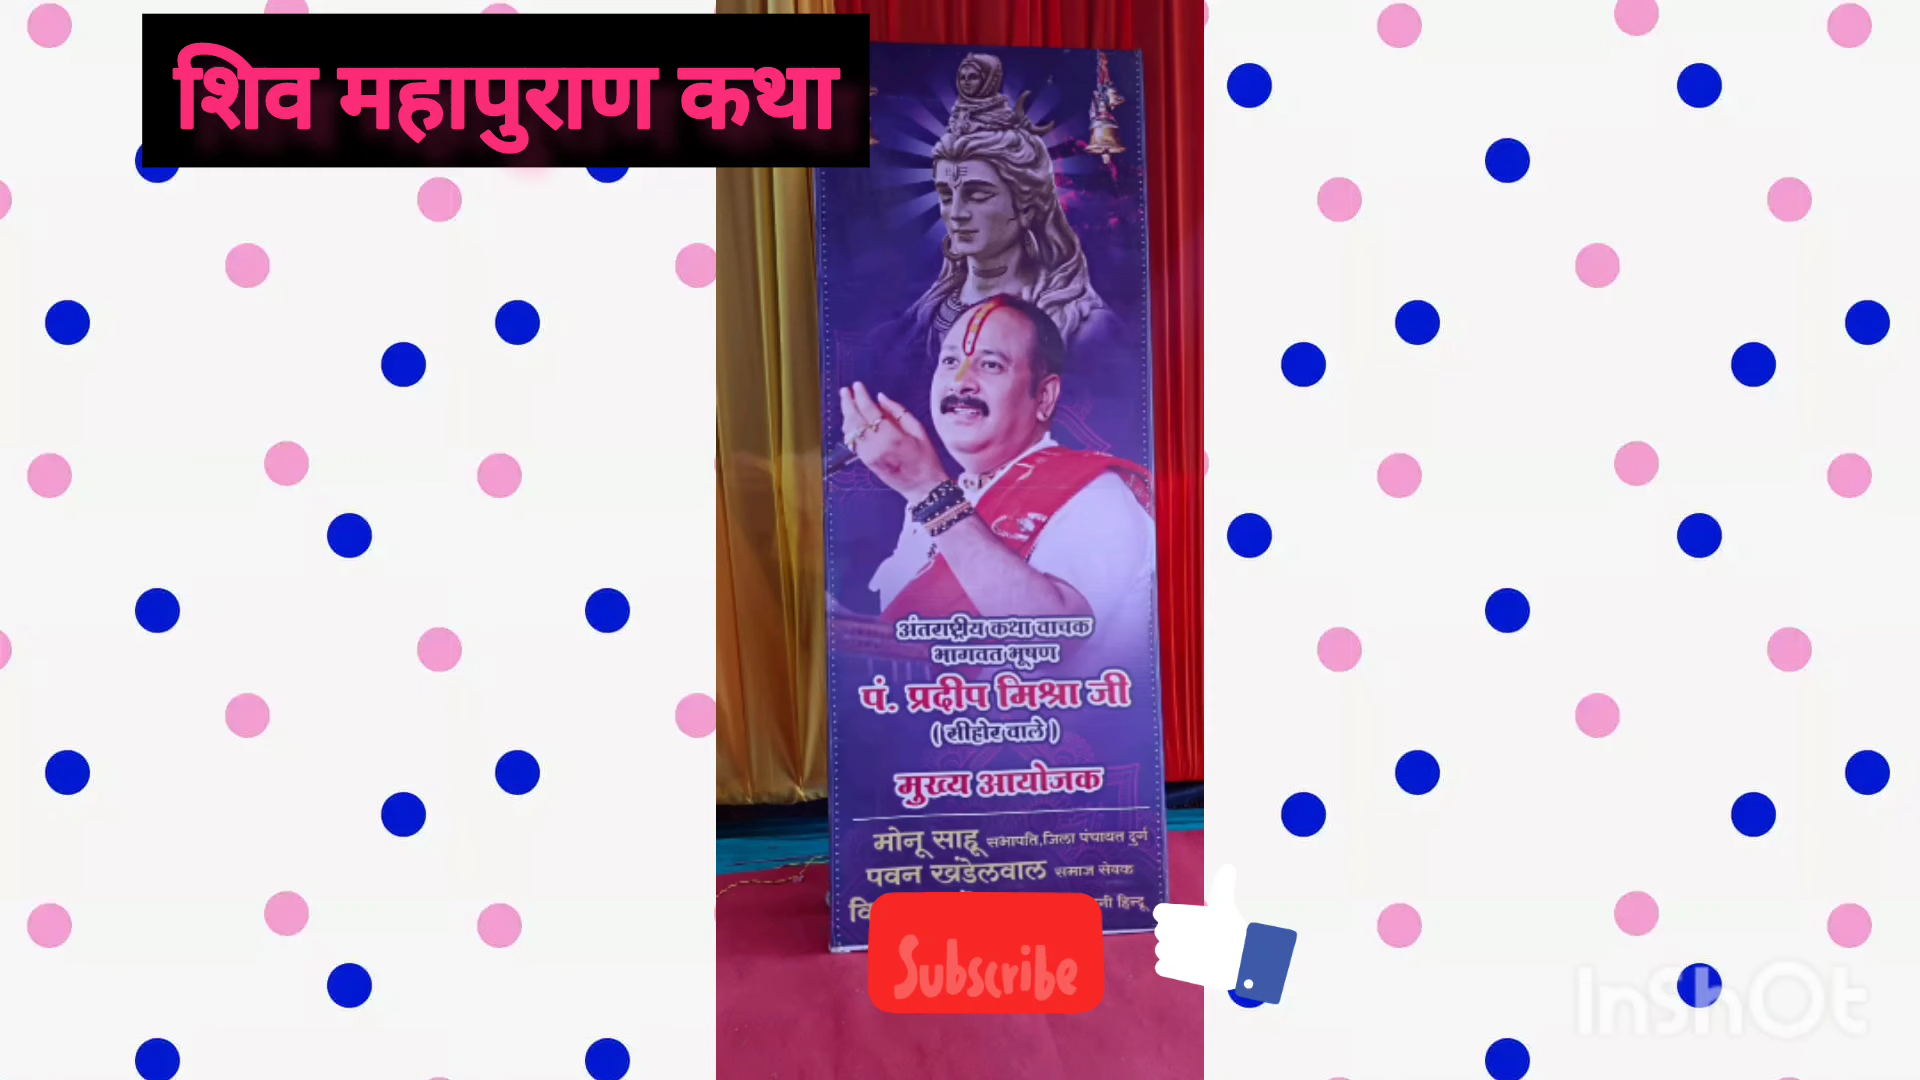 शिव महापुराण कथा
अंतराष्ट्रीय कथा वाचक
भागवत भूषण
पं. प्रदीप मिश्रा जी
( सीहोर वाले )
मुख्य आयोजक
मोनू साहू सभापति,जिला पंचायत दुर्ग
पवन खंडेलवाल समाज सेवक
हिन्दू
Subscribe
InShOt